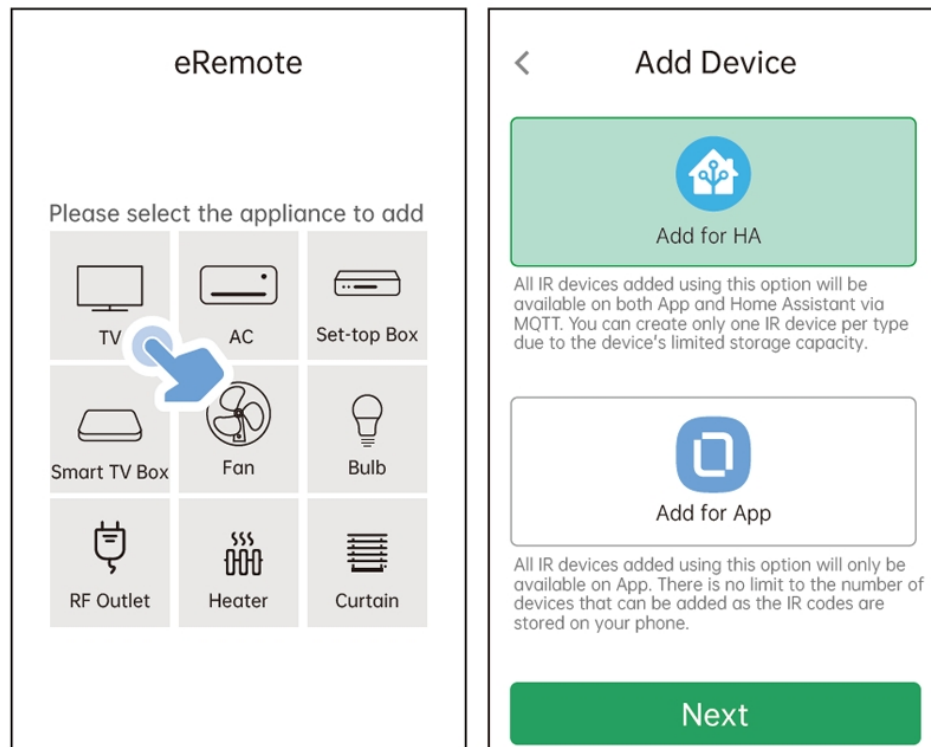 eRemote
Please select the appliance to add
TV
AC
Set-top Box
Smart TV Box
Fan
Bulb
RF Outlet
Heater
Curtain
Add Device
Add for HA
All IR devices added using this option will be
available on both App and Home Assistant via
MQTT. You can create only one IR device per type
due to the device's limited storage capacity.
Add for App
All IR devices added using this option will only be
available on App. There is no limit to the number of
devices that can be added as the IR codes are
stored on your phone.
Next